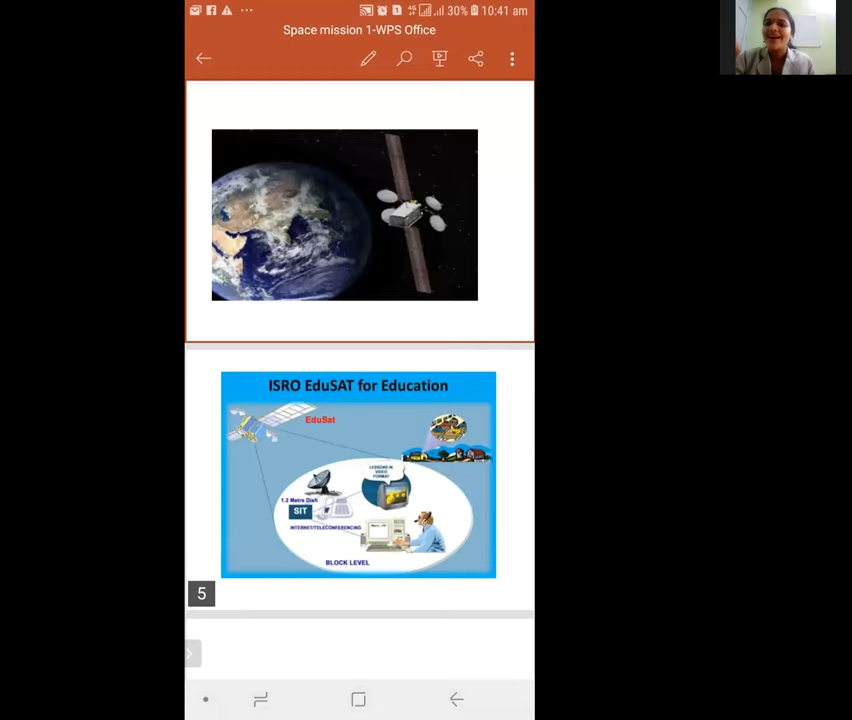 4G 30% 10:41 am
Space mission 1-WPS Office
ISRO EduSAT for Education
EduSat
LESSONS IN
VIDEO
FORMAT
1.2 Metre Dish
SIT
INTERNET/TELECONFERENCING
BLOCK LEVEL
5